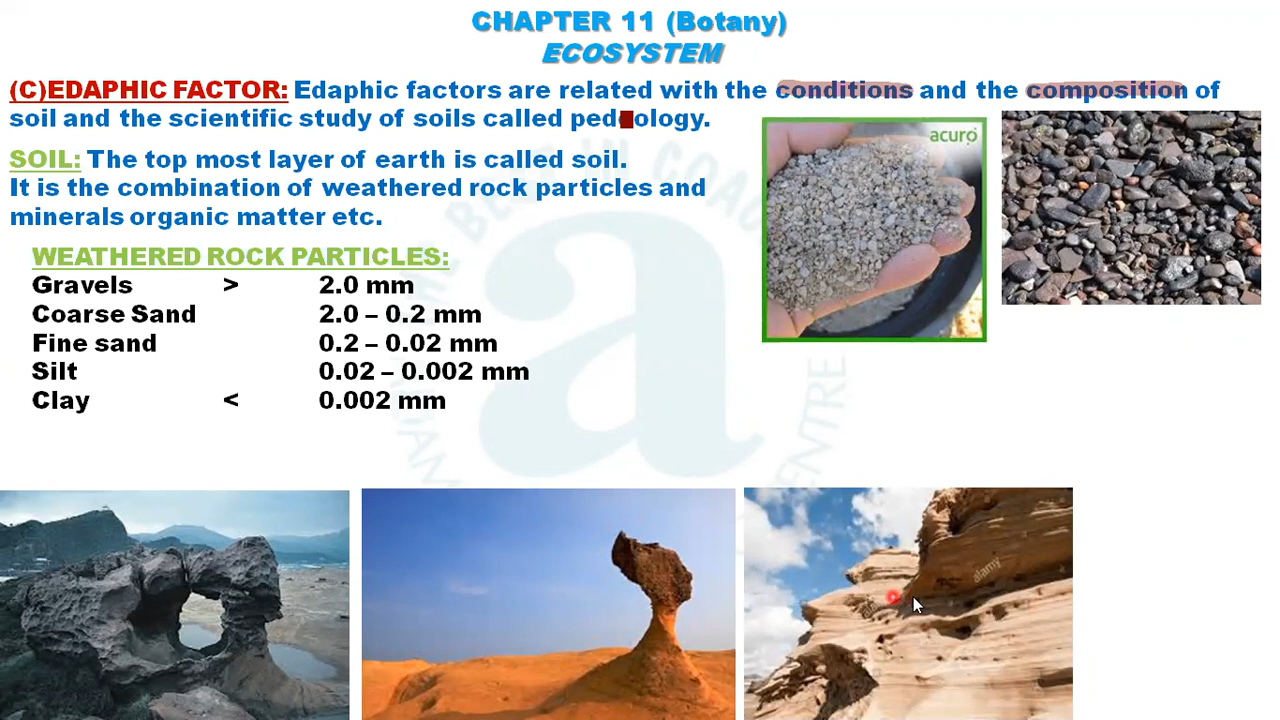 CHAPTER 11 (Botany)
ECOSYSTEM
(C)EDAPHIC FACTOR: Edaphic factors are related with the conditions and the composition of
soil and the scientific study of soils called pedology.
acuro
SOIL: The top most layer of earth is called soil.
It is the combination of weathered rock particles and
minerals organic matter etc.
WEATHERED ROCK PARTICLES:
Gravels > 2.0 mm
Coarse Sand 2.0 – 0.2 mm
Fine sand 0.2 – 0.02 mm
Silt 0.02 – 0.002 mm
Clay < 0.002 mm
a
alamy